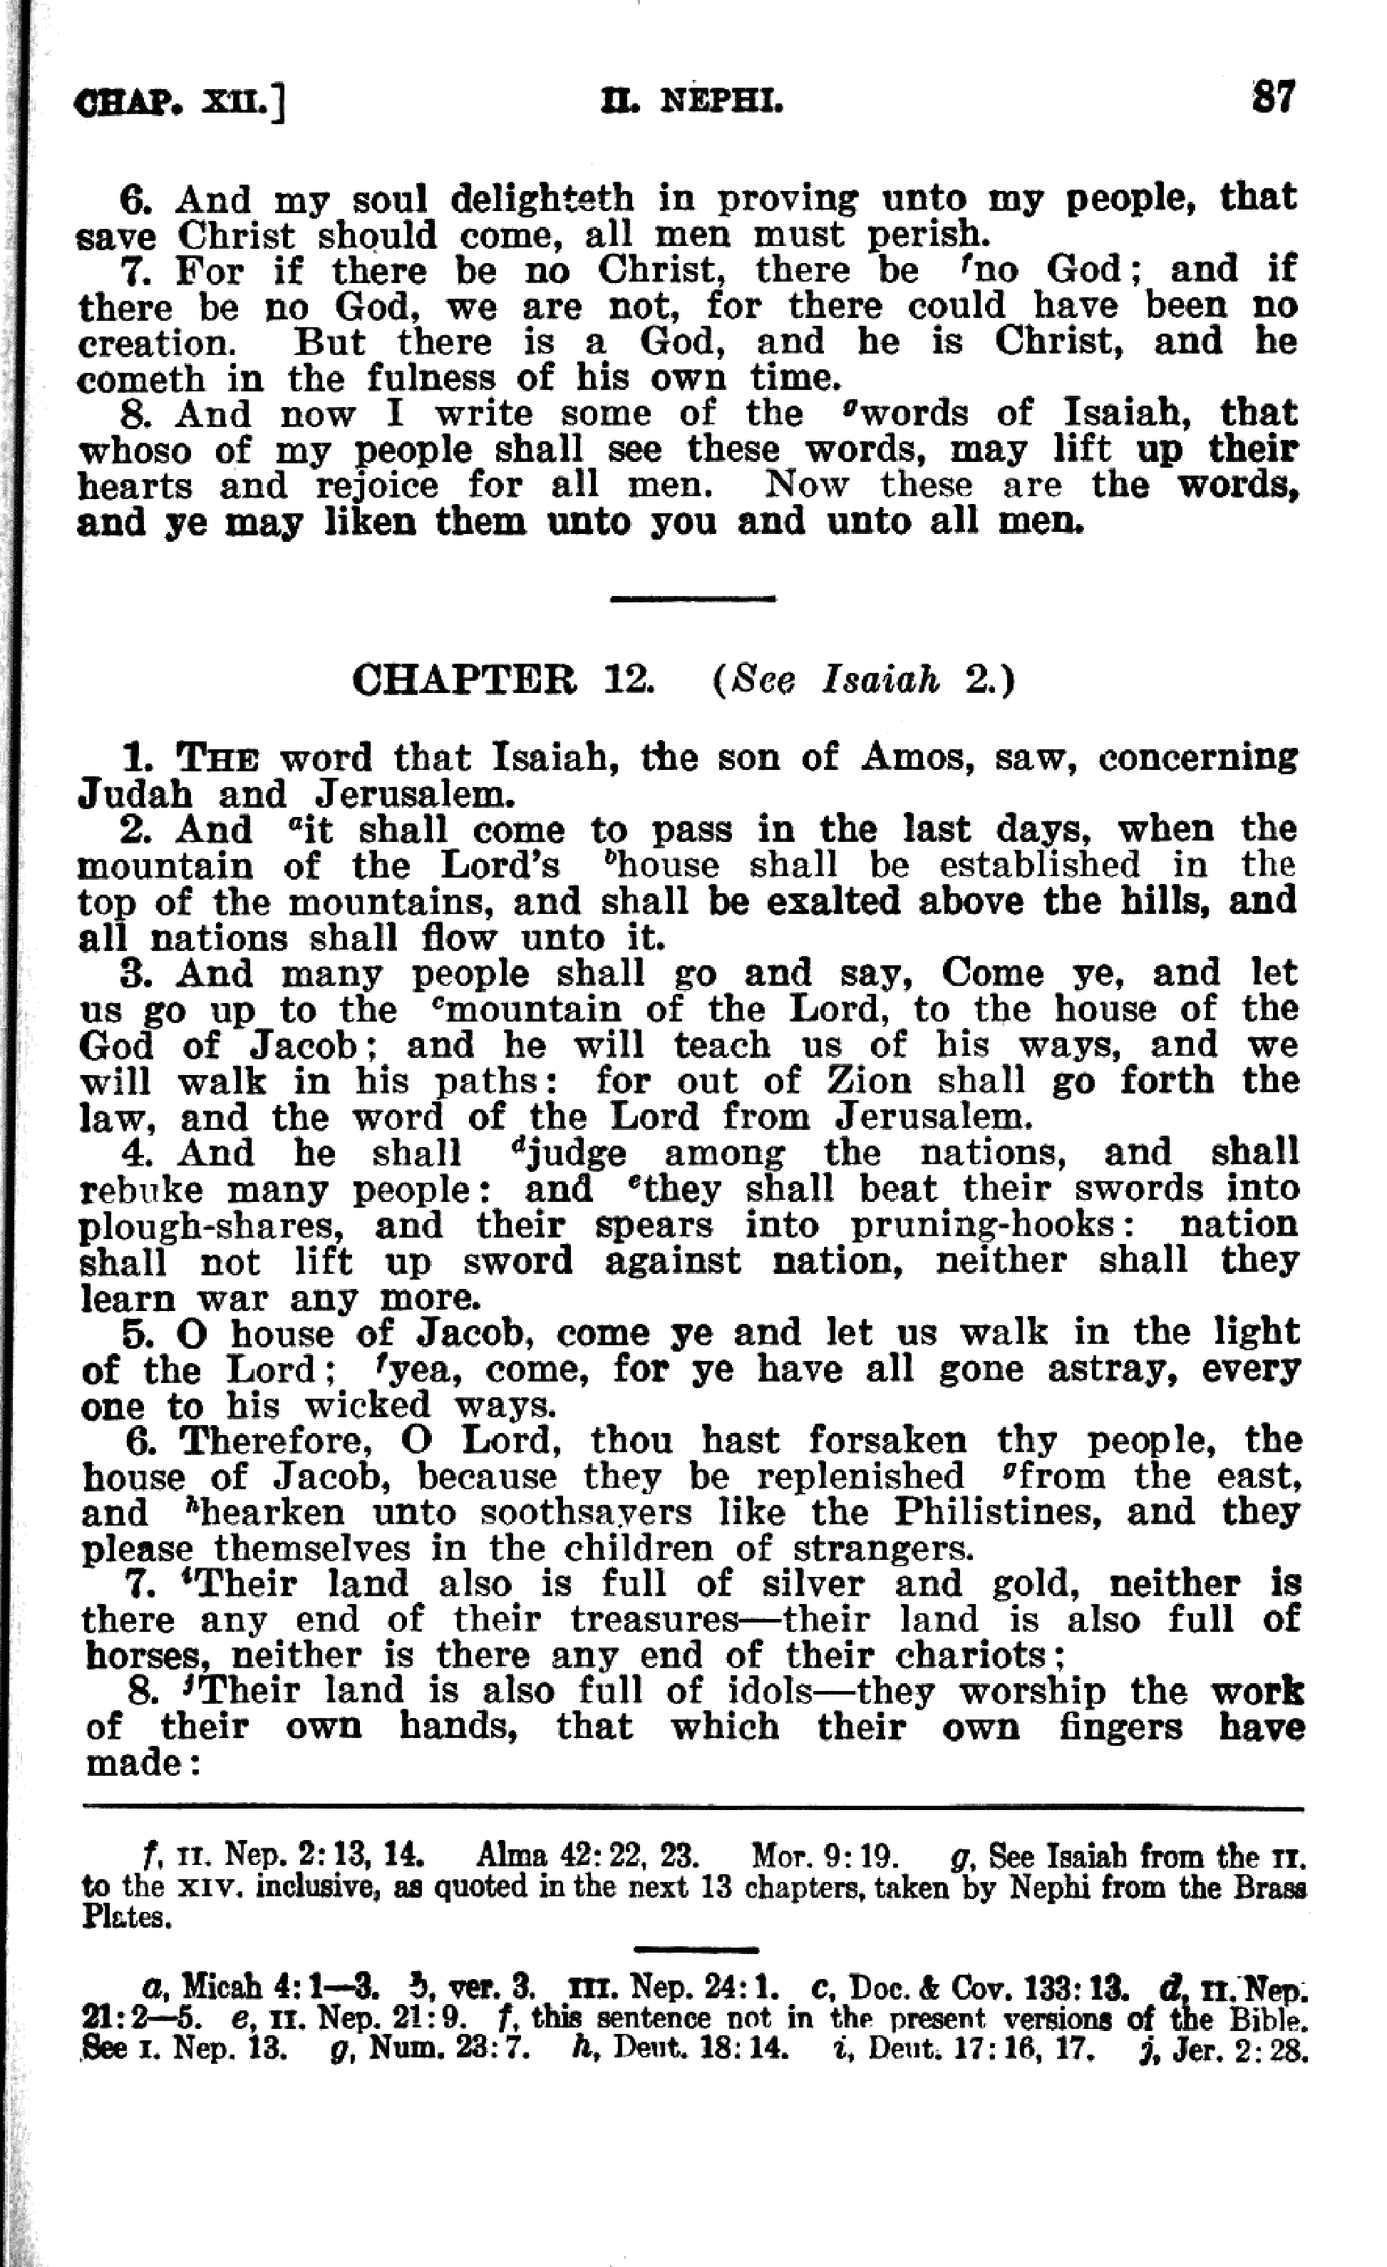 CHAP. XII.] II. NEPHI. 87
6. And my soul delighteth in proving unto my people, that
save Christ should come, all men must perish.
7. For if there be no Christ, there be fno God; and if
there be no God, we are not, for there could have been no
creation. But there is a God, and he is Christ, and he
cometh in the fulness of his own time.
8. And now I write some of the gwords of Isaiah, that
whoso of my people shall see these words, may lift up their
hearts and rejoice for all men. Now these are the words,
and ye may liken them unto you and unto all men.
CHAPTER 12. (See Isaiah 2.)
1. THE word that Isaiah, the son of Amos, saw, concerning
Judah and Jerusalem.
2. And ait shall come to pass in the last days, when the
mountain of the Lord's bhouse shall be established in the
top of the mountains, and shall be exalted above the hills, and
all nations shall flow unto it.
3. And many people shall go and say, Come ye, and let
us go up to the cmountain of the Lord, to the house of the
God of Jacob; and he will teach us of his ways, and we
will walk in his paths: for out of Zion shall go forth the
law, and the word of the Lord from Jerusalem.
4. And he shall djudge among the nations, and shall
rebuke many people: and ethey shall beat their swords into
plough-shares, and their spears into pruning-hooks: nation
shall not lift up sword against nation, neither shall they
learn war any more.
5. O house of Jacob, come ye and let us walk in the light
of the Lord; fyea, come, for ye have all gone astray, every
one to his wicked ways.
6. Therefore, O Lord, thou hast forsaken thy people, the
house of Jacob, because they be replenished gfrom the east,
and hhearken unto soothsayers like the Philistines, and they
please themselves in the children of strangers.
7. iTheir land also is full of silver and gold, neither is
there any end of their treasures—their land is also full of
horses, neither is there any end of their chariots;
8. jTheir land is also full of idols—they worship the work
of their own hands, that which their own fingers have
made:
f, II. Nep. 2:13, 14. Alma 42:22, 23. Mor. 9:19. g, See Isaiah from the II.
to the XIV. inclusive, as quoted in the next 13 chapters, taken by Nephi from the Brass
Plates.
a, Micah 4:1—3. b, ver. 3. III. Nep. 24:1. c, Doc. & Cov. 133:13. d, II. Nep.
21:2—5. e, II. Nep. 21:9. f, this sentence not in the present versions of the Bible.
See I. Nep. 13. g, Num. 23:7. h, Deut. 18:14. i, Deut. 17:16, 17. j, Jer. 2:28.